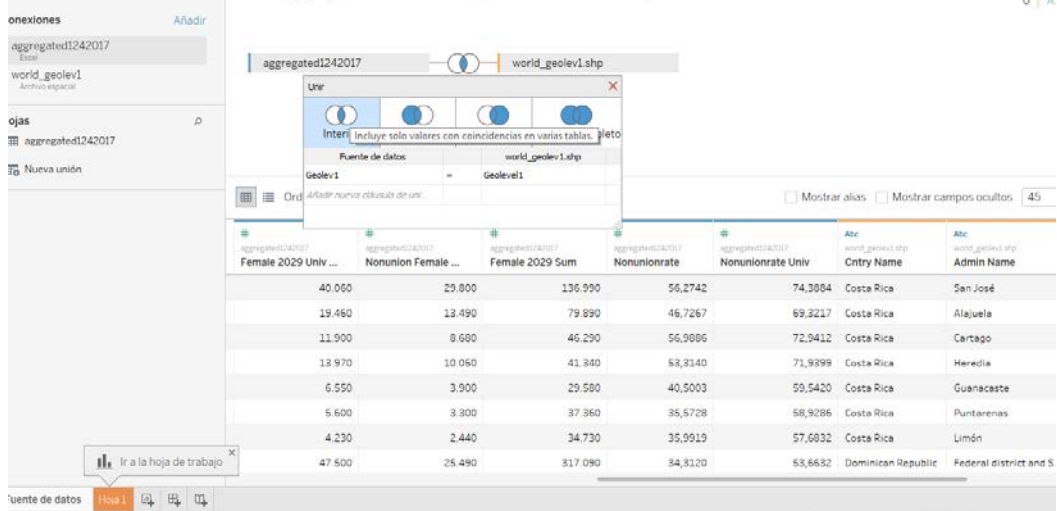 onexiones Añadir
aggregated1242017
Excel
world_geolev1
Archivo espacial
ojas
aggregated1242017
Nueva unión
aggregated1242017 world_geolev1.shp
Unir
Interi pleto
Incluye solo valores con coincidencias en varias tablas.
Fuente de datos world_geolev1.shp
Geolev1 = Geolevel1
Añadir nueva cláusula de uni...
Ord
Mostrar alias Mostrar campos ocultos 45
# # # # # Abc Abc
aggregated1242017 aggregated1242017 aggregated1242017 aggregated1242017 aggregated1242017 world_geolev1.shp world_geolev1.shp
Female 2029 Univ ... Nonunion Female ... Female 2029 Sum Nonunionrate Nonunionrate Univ Cntry Name Admin Name
40.060 29.800 136.990 56,2742 74,3884 Costa Rica San José
19.460 13.490 79.890 46,7267 69,3217 Costa Rica Alajuela
11.900 8.680 46.290 56,9886 72,9412 Costa Rica Cartago
13.970 10.050 41.340 53,3140 71,9399 Costa Rica Heredia
6.550 3.900 29.580 40,5003 59,5420 Costa Rica Guanacaste
5.600 3.300 37.360 35,5728 58,9286 Costa Rica Puntarenas
4.230 2.440 34.730 35,9919 57,6832 Costa Rica Limón
47.500 25.490 317.090 34,3120 53,6632 Dominican Republic Federal district and S
Ir a la hoja de trabajo
uente de datos Hoja 1